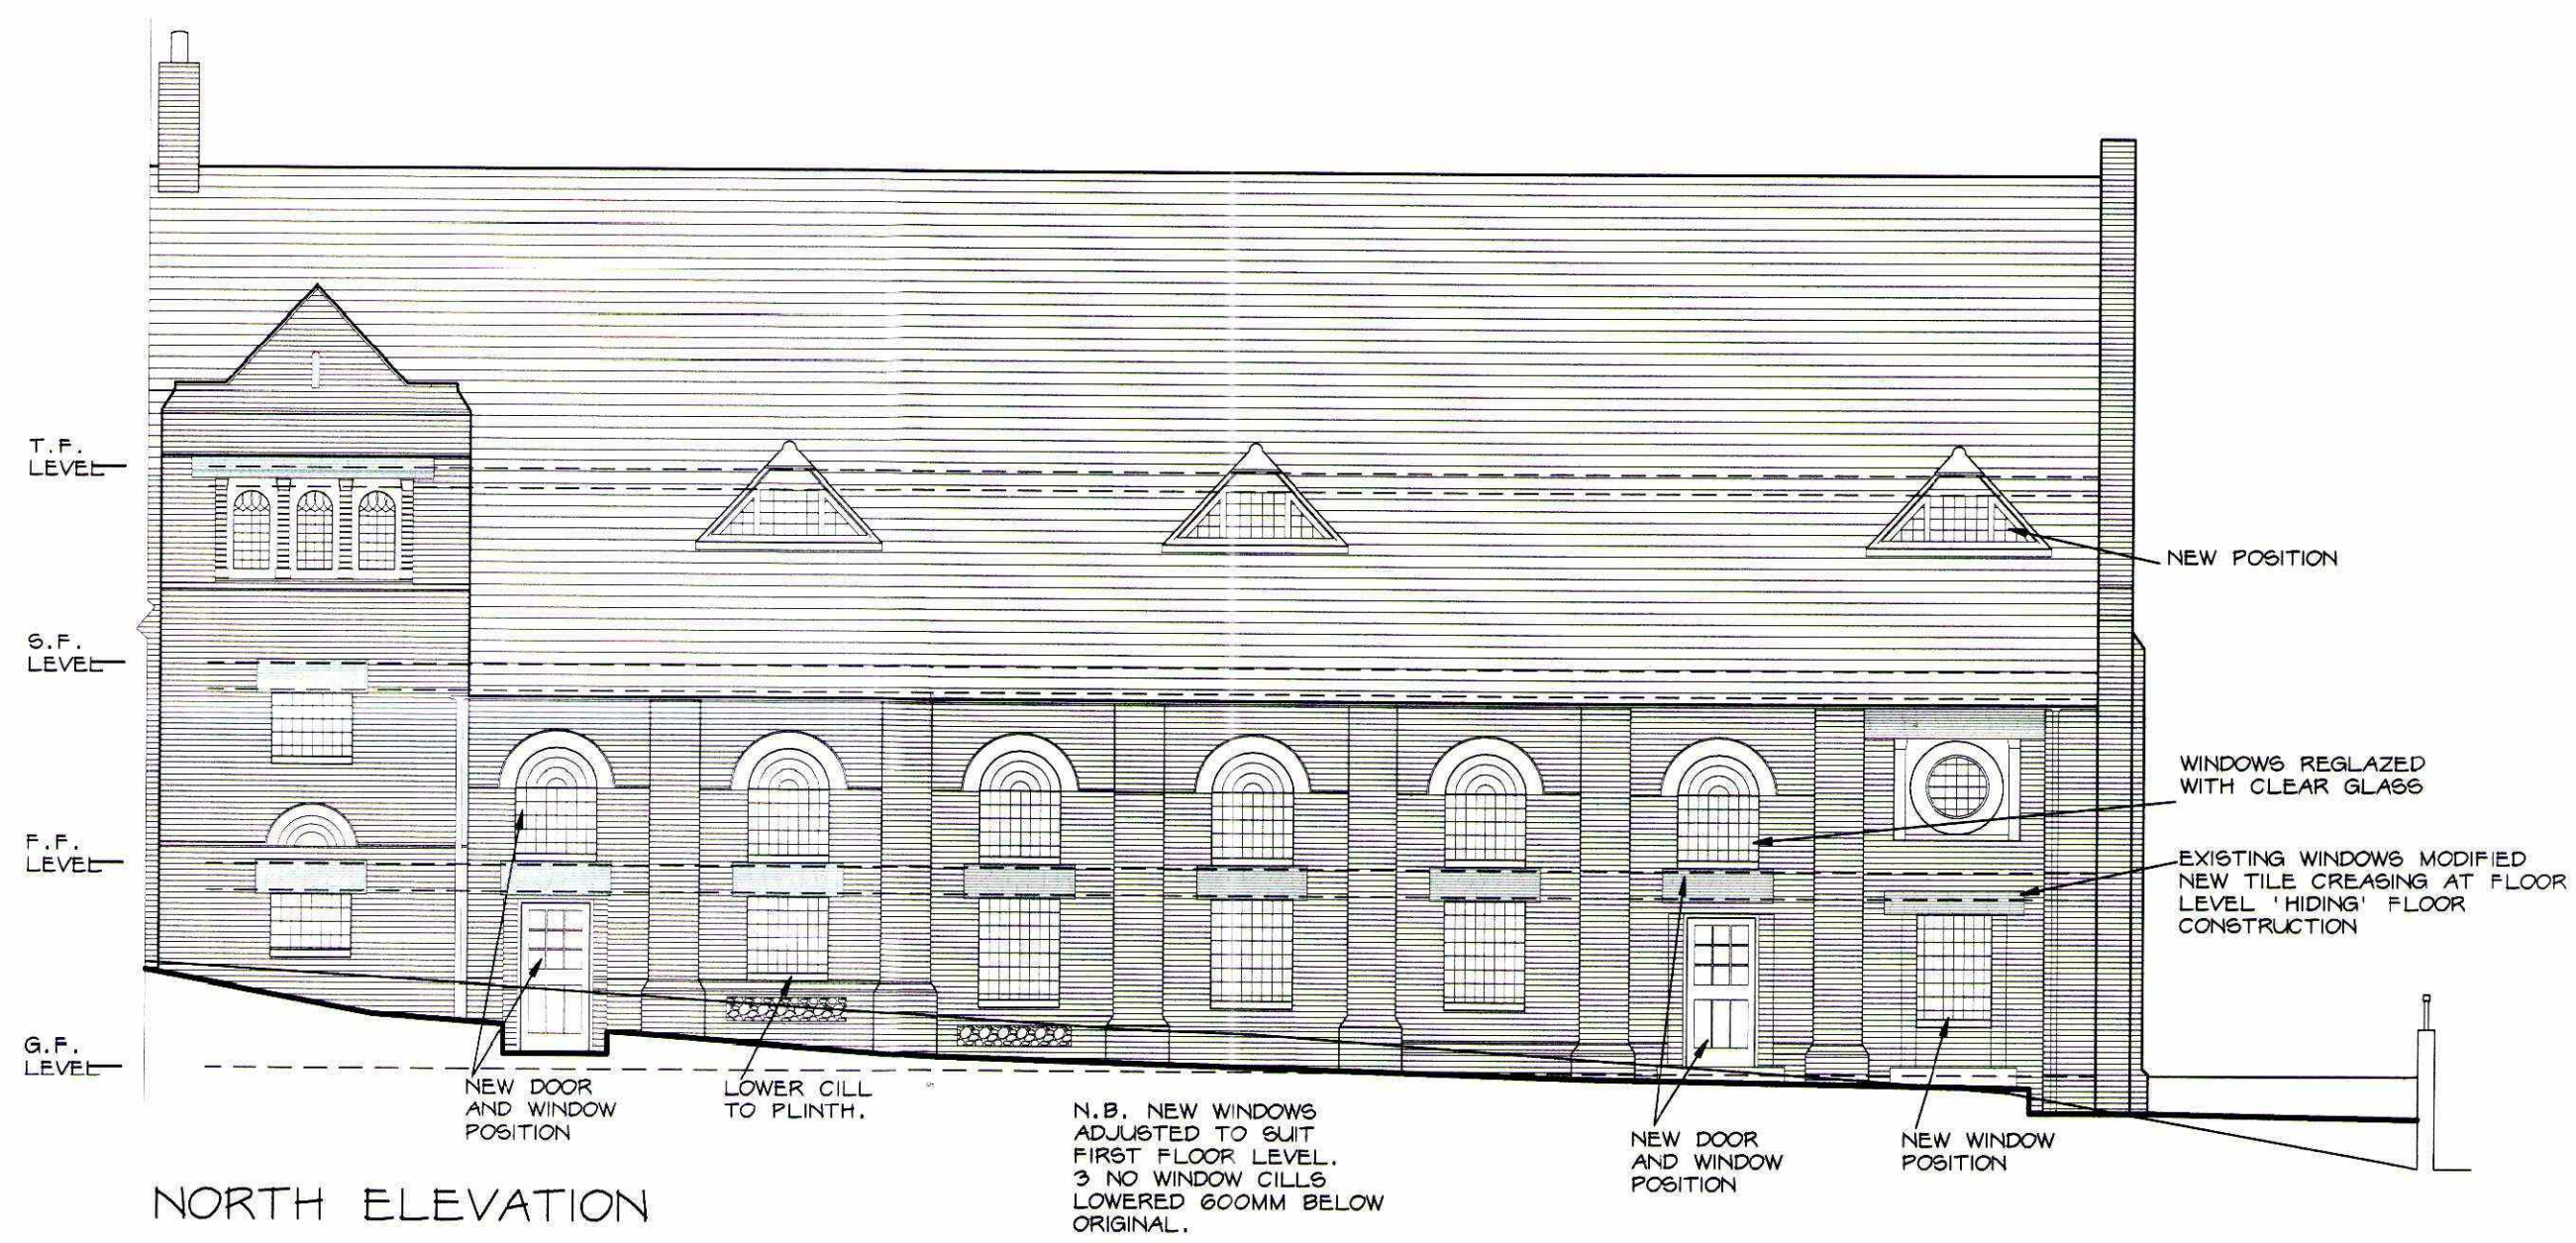 T.F.
LEVEL
NEW POSITION
S.F.
LEVEL
WINDOWS REGLAZED
WITH CLEAR GLASS
F.F.
LEVEL
EXISTING WINDOWS MODIFIED
NEW TILE CREASING AT FLOOR
LEVEL 'HIDING' FLOOR
CONSTRUCTION
G.F.
LEVEL
NEW DOOR
AND WINDOW
POSITION
LOWER CILL
TO PLINTH.
N.B. NEW WINDOWS
ADJUSTED TO SUIT
FIRST FLOOR LEVEL.
3 NO WINDOW CILLS
LOWERED 600MM BELOW
ORIGINAL.
NEW DOOR
AND WINDOW
POSITION
NEW WINDOW
POSITION
NORTH ELEVATION